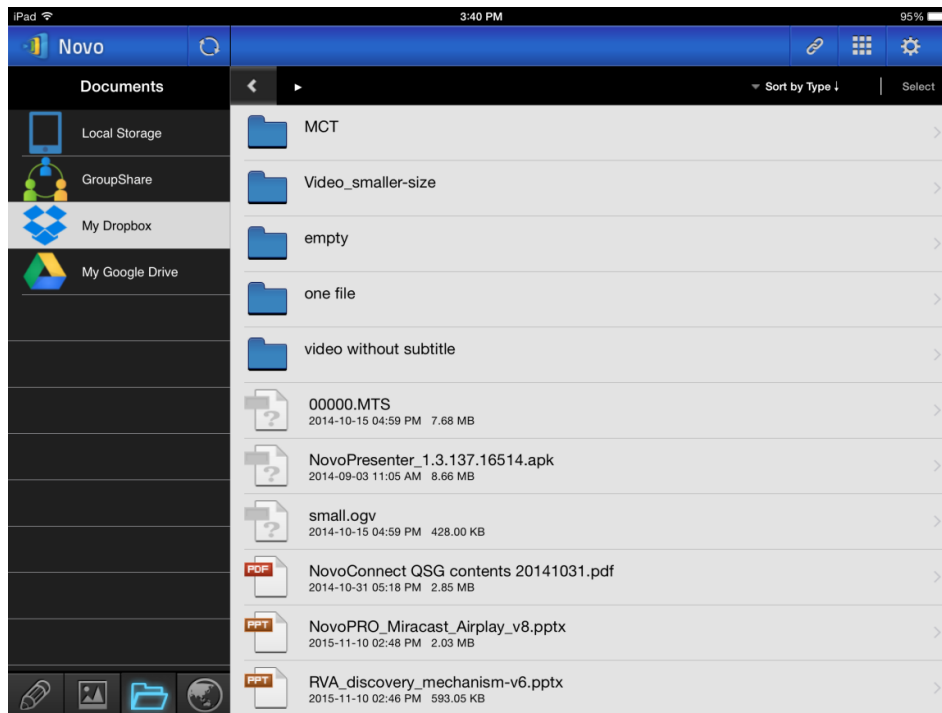 iPad 3:40 PM 95%
Novo
Documents ▸ Sort by Type ↓ | Select
Local Storage
GroupShare
My Dropbox
My Google Drive
MCT
Video_smaller-size
empty
one file
video without subtitle
00000.MTS
2014-10-15 04:59 PM 7.68 MB
NovoPresenter_1.3.137.16514.apk
2014-09-03 11:05 AM 8.66 MB
small.ogv
2014-10-15 04:59 PM 428.00 KB
PDF
NovoConnect QSG contents 20141031.pdf
2014-10-31 05:18 PM 2.85 MB
PPT
NovoPRO_Miracast_Airplay_v8.pptx
2015-11-10 02:48 PM 2.03 MB
PPT
RVA_discovery_mechanism-v6.pptx
2015-11-10 02:46 PM 593.05 KB